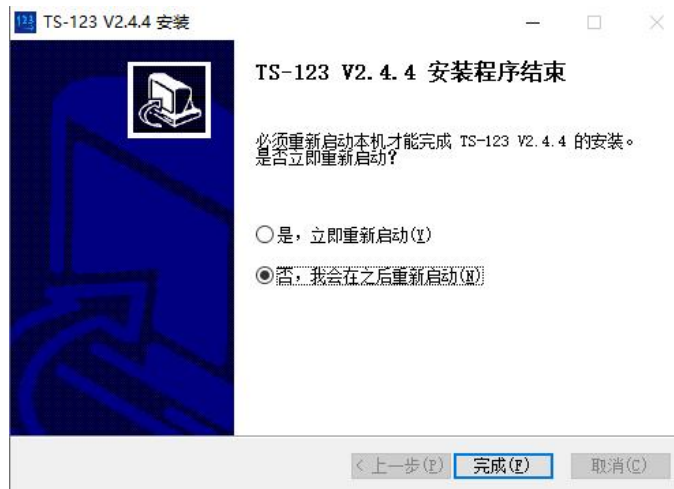 123 TS-123 V2.4.4 安装
TS-123 V2.4.4 安装程序结束
必须重新启动本机才能完成 TS-123 V2.4.4 的安装。
是否立即重新启动?
是，立即重新启动(Y)
否，我会在之后重新启动(N)
< 上一步(P) 完成(F) 取消(C)